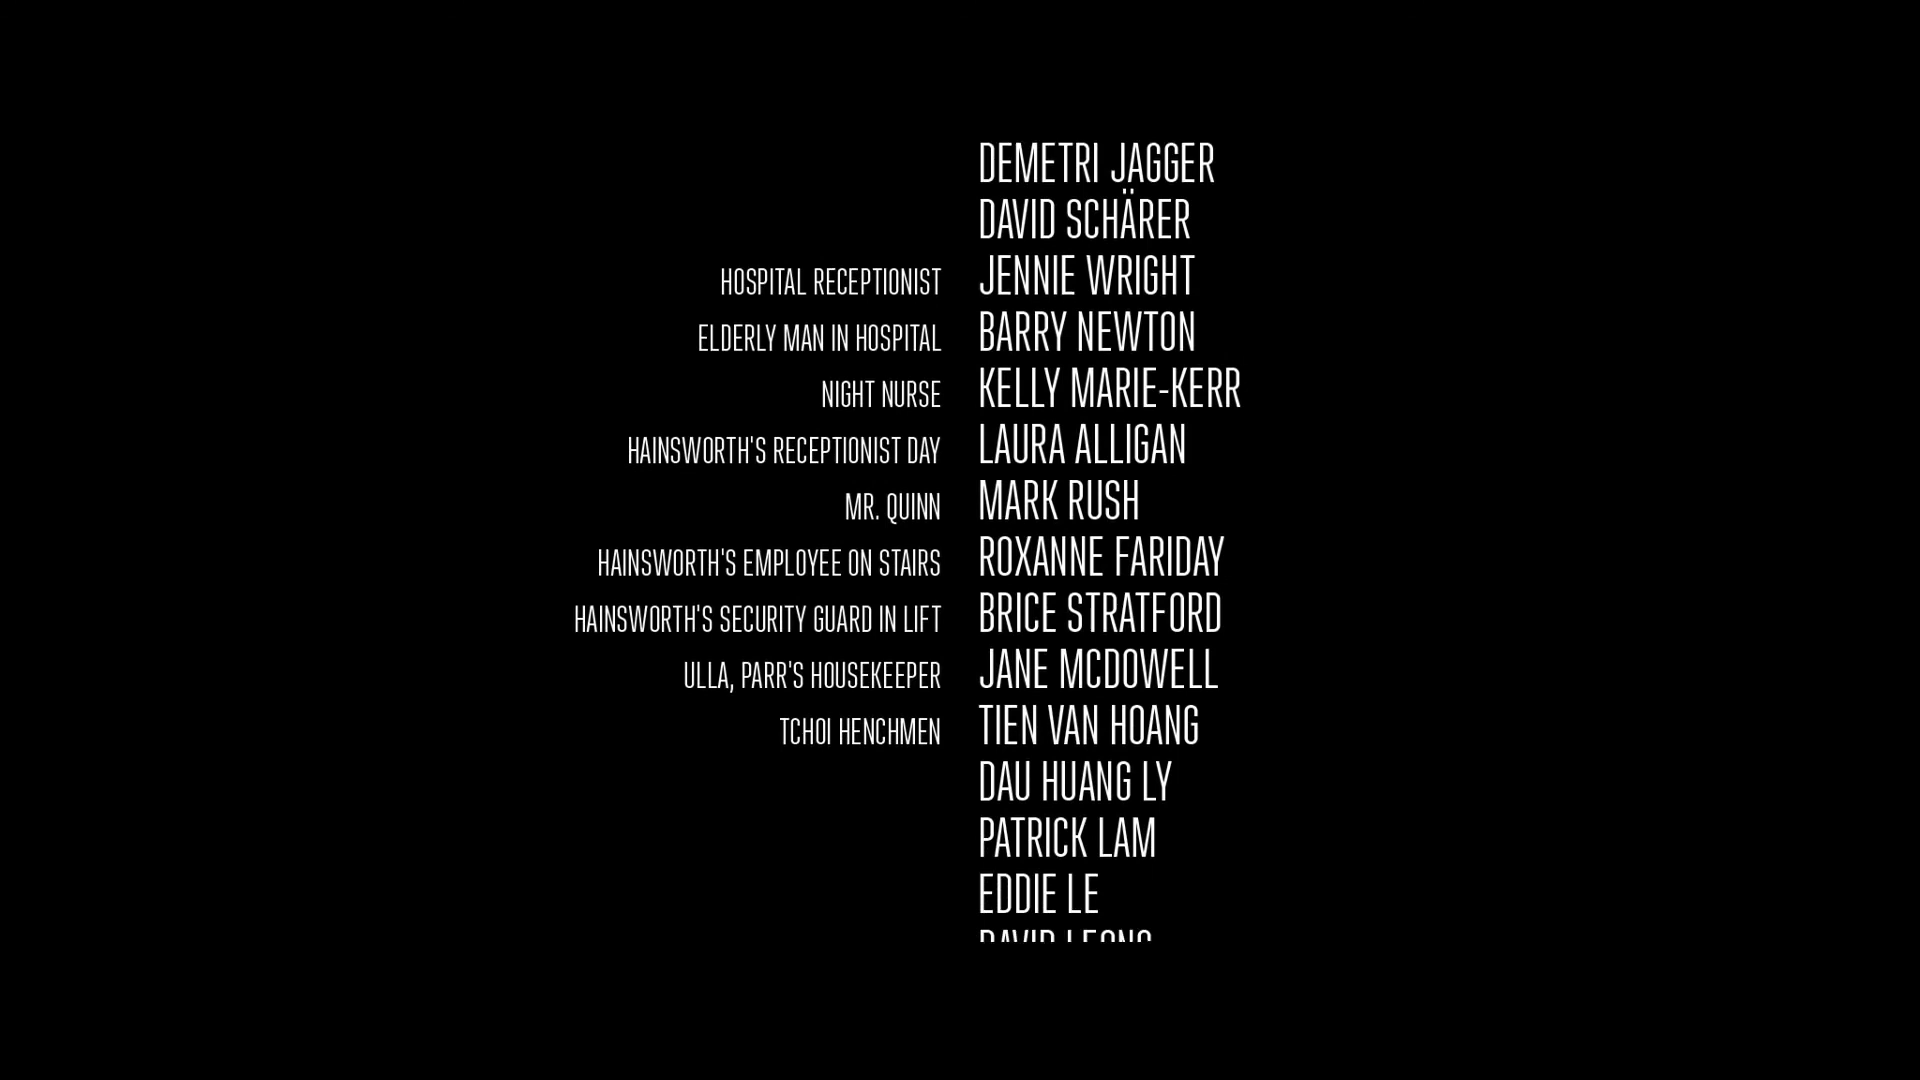 DEMETRI JAGGER
DAVID SCHÄRER
HOSPITAL RECEPTIONIST JENNIE WRIGHT
ELDERLY MAN IN HOSPITAL BARRY NEWTON
NIGHT NURSE KELLY MARIE-KERR
HAINSWORTH'S RECEPTIONIST DAY LAURA ALLIGAN
MR. QUINN MARK RUSH
HAINSWORTH'S EMPLOYEE ON STAIRS ROXANNE FARIDAY
HAINSWORTH'S SECURITY GUARD IN LIFT BRICE STRATFORD
ULLA, PARR'S HOUSEKEEPER JANE MCDOWELL
TCHOI HENCHMEN TIEN VAN HOANG
DAU HUANG LY
PATRICK LAM
EDDIE LE
DAVID